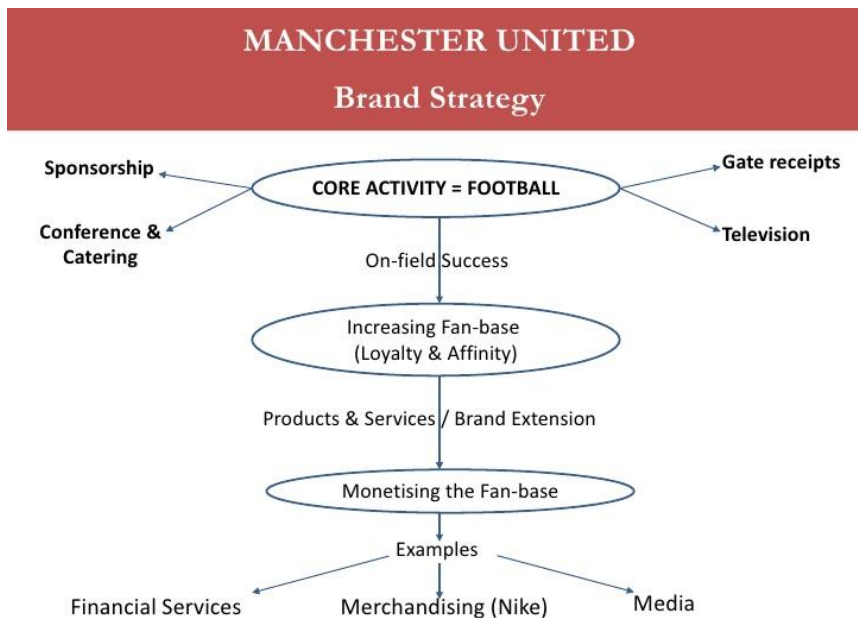 MANCHESTER UNITED
Brand Strategy
Sponsorship
Conference &
Catering
CORE ACTIVITY = FOOTBALL
Gate receipts
Television
On-field Success
Increasing Fan-base
(Loyalty & Affinity)
Products & Services / Brand Extension
Monetising the Fan-base
Examples
Financial Services
Merchandising (Nike)
Media